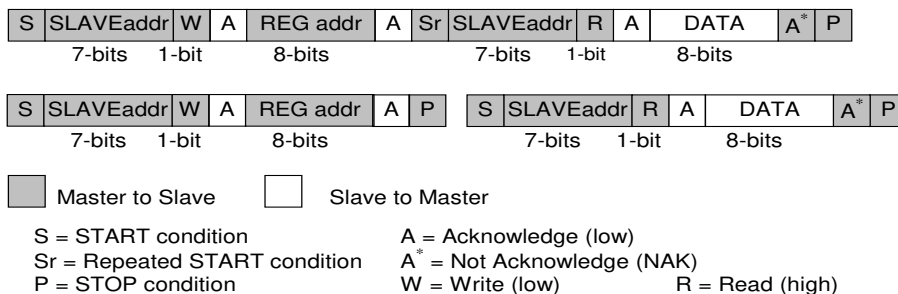 S SLAVEaddr W A REG addr A Sr SLAVEaddr R A DATA A* P
7-bits 1-bit 8-bits 7-bits 1-bit 8-bits
S SLAVEaddr W A REG addr A P S SLAVEaddr R A DATA A* P
7-bits 1-bit 8-bits 7-bits 1-bit 8-bits
Master to Slave Slave to Master
S = START condition A = Acknowledge (low)
Sr = Repeated START condition A* = Not Acknowledge (NAK)
P = STOP condition W = Write (low) R = Read (high)